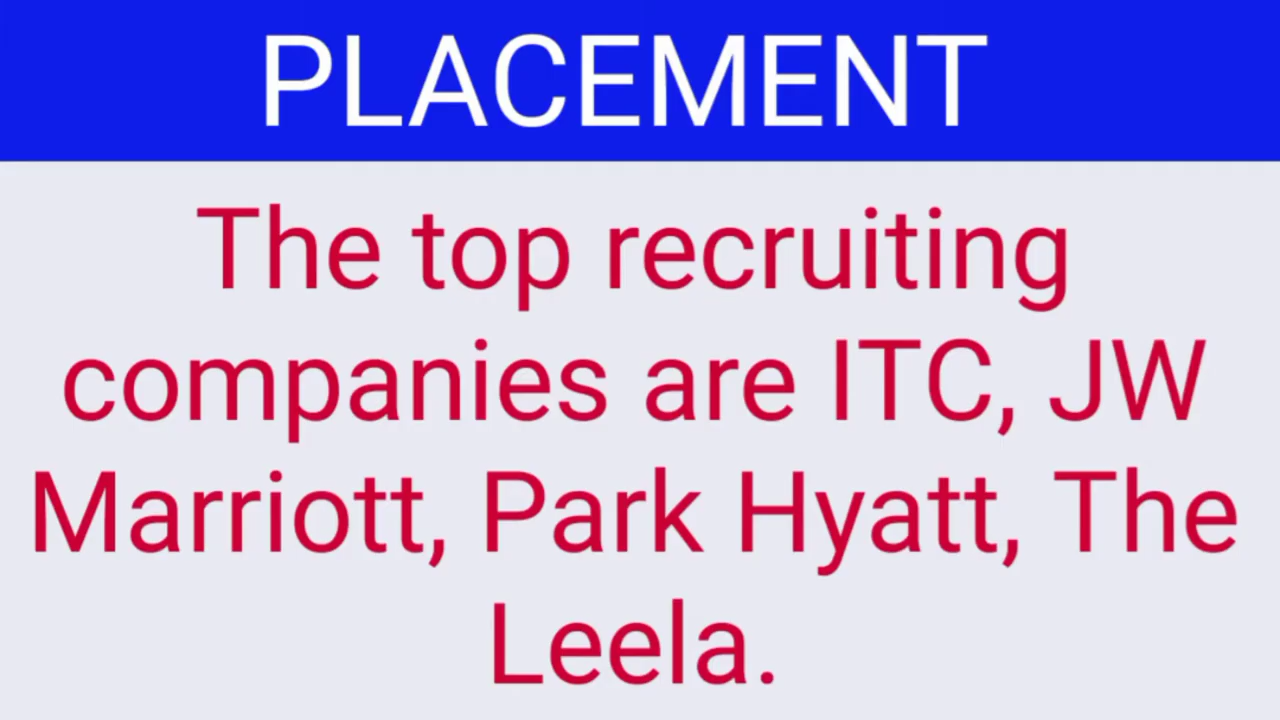 PLACEMENT
The top recruiting
companies are ITC, JW
Marriott, Park Hyatt, The
Leela.